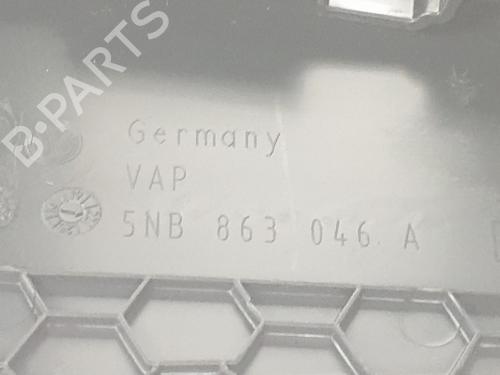 B-PARTS
Germany
VAP
5NB 863 046 A